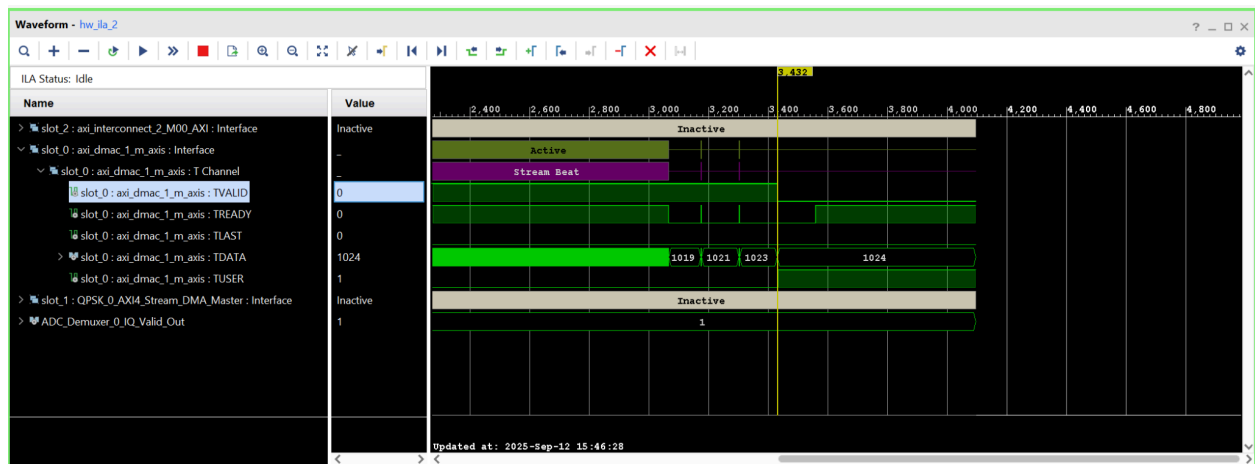 Waveform - hw_ila_2
? _ □ X
ILA Status: Idle
3,432
2,400 2,600 2,800 3,000 3,200 3,400 3,600 3,800 4,000 4,200 4,400 4,600 4,800
Name Value
slot_2 : axi_interconnect_2_M00_AXI : Interface Inactive Inactive
slot_0 : axi_dmac_1_m_axis : Interface _ Active
slot_0 : axi_dmac_1_m_axis : T Channel _ Stream Beat
slot_0 : axi_dmac_1_m_axis : TVALID 0
slot_0 : axi_dmac_1_m_axis : TREADY 0
slot_0 : axi_dmac_1_m_axis : TLAST 0
slot_0 : axi_dmac_1_m_axis : TDATA 1024 1019 1021 1023 1024
slot_0 : axi_dmac_1_m_axis : TUSER 1
slot_1 : QPSK_0_AXI4_Stream_DMA_Master : Interface Inactive Inactive
ADC_Demuxer_0_IQ_Valid_Out 1 1
Updated at: 2025-Sep-12 15:46:28